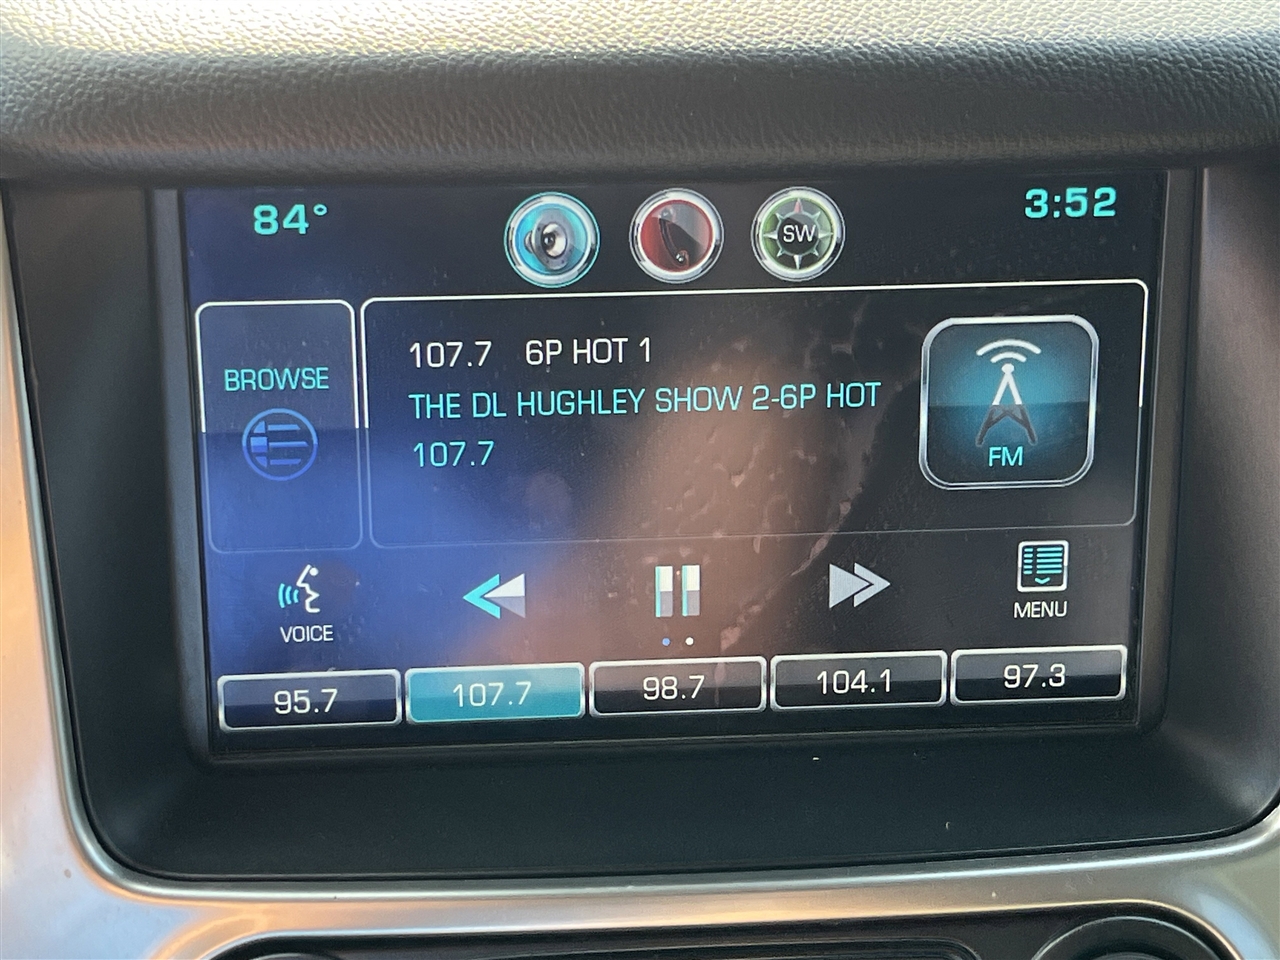 84°
SW
3:52
BROWSE
107.7 6P HOT 1
THE DL HUGHLEY SHOW 2-6P HOT
107.7
FM
VOICE
MENU
95.7
107.7
98.7
104.1
97.3